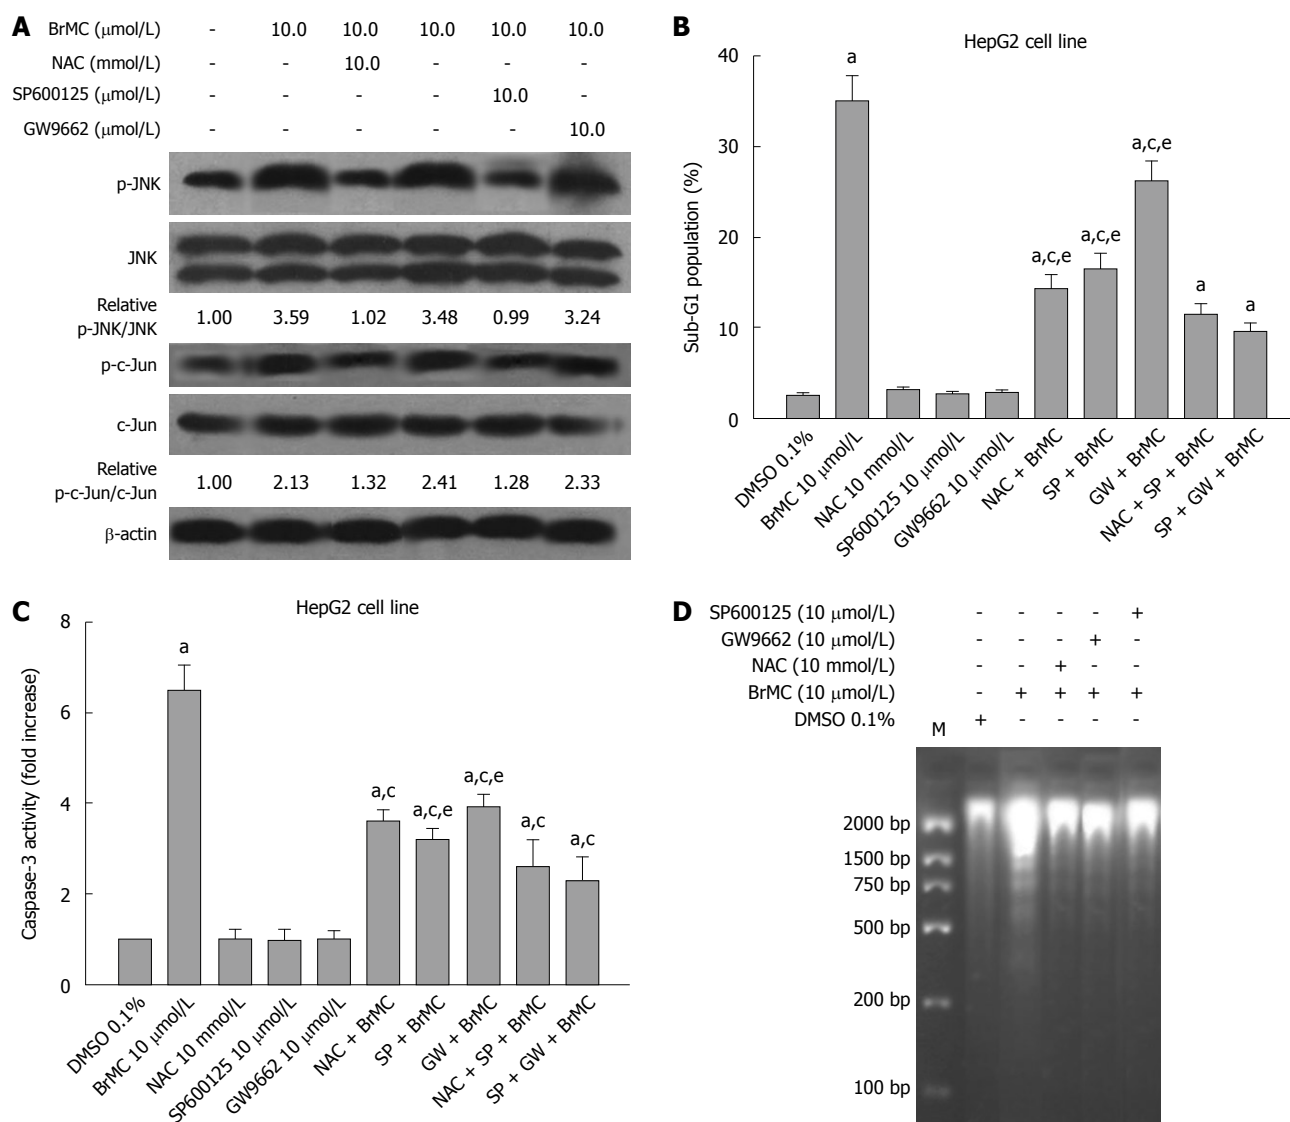 A
BrMC (μmol/L) - 10.0 10.0 10.0 10.0 10.0
NAC (mmol/L) - - 10.0 - - -
SP600125 (μmol/L) - - - - 10.0 -
GW9662 (μmol/L) - - - - - 10.0
p-JNK
JNK
Relative
p-JNK/JNK 1.00 3.59 1.02 3.48 0.99 3.24
p-c-Jun
c-Jun
Relative
p-c-Jun/c-Jun 1.00 2.13 1.32 2.41 1.28 2.33
β-actin
B
HepG2 cell line
Sub-G1 population (%)
40
30
20
10
0
a
a,c,e
a,c,e
a,c,e
a
a
DMSO 0.1%
BrMC 10 μmol/L
NAC 10 mmol/L
SP600125 10 μmol/L
GW9662 10 μmol/L
NAC + BrMC
SP + BrMC
GW + BrMC
NAC + SP + BrMC
SP + GW + BrMC
C
HepG2 cell line
Caspase-3 activity (fold increase)
8
6
4
2
0
a
a,c
a,c,e
a,c,e
a,c
a,c
DMSO 0.1%
BrMC 10 μmol/L
NAC 10 mmol/L
SP600125 10 μmol/L
GW9662 10 μmol/L
NAC + BrMC
SP + BrMC
GW + BrMC
NAC + SP + BrMC
SP + GW + BrMC
D
SP600125 (10 μmol/L) - - - - +
GW9662 (10 μmol/L) - - - + -
NAC (10 mmol/L) - - + - -
BrMC (10 μmol/L) - + + + +
DMSO 0.1% + - - - -
M
2000 bp
1500 bp
750 bp
500 bp
200 bp
100 bp